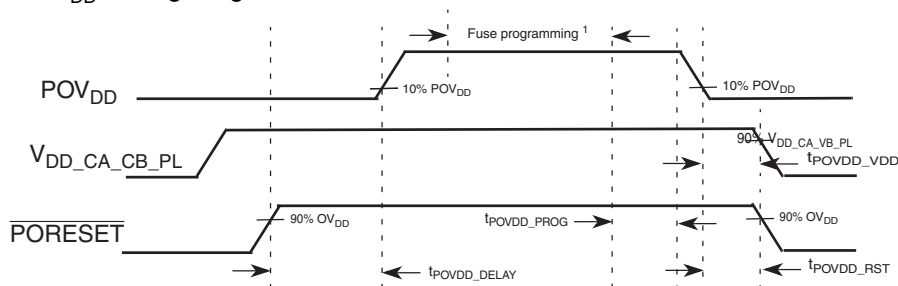 Fuse programming 1
POVDD
10% POVDD
10% POVDD
VDD_CA_CB_PL
90% VDD_CA_VB_PL
tPOVDD_VDD
PORESET
90% OVDD
tPOVDD_PROG
90% OVDD
tPOVDD_DELAY
tPOVDD_RST